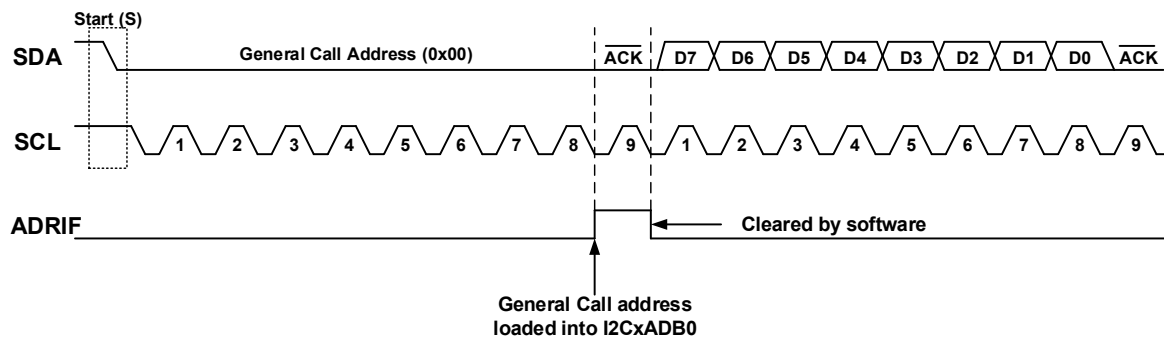 Start (S)
SDA General Call Address (0x00) ACK D7 D6 D5 D4 D3 D2 D1 D0 ACK
SCL 1 2 3 4 5 6 7 8 9 1 2 3 4 5 6 7 8 9
ADRIF Cleared by software
General Call address
loaded into I2CxADB0